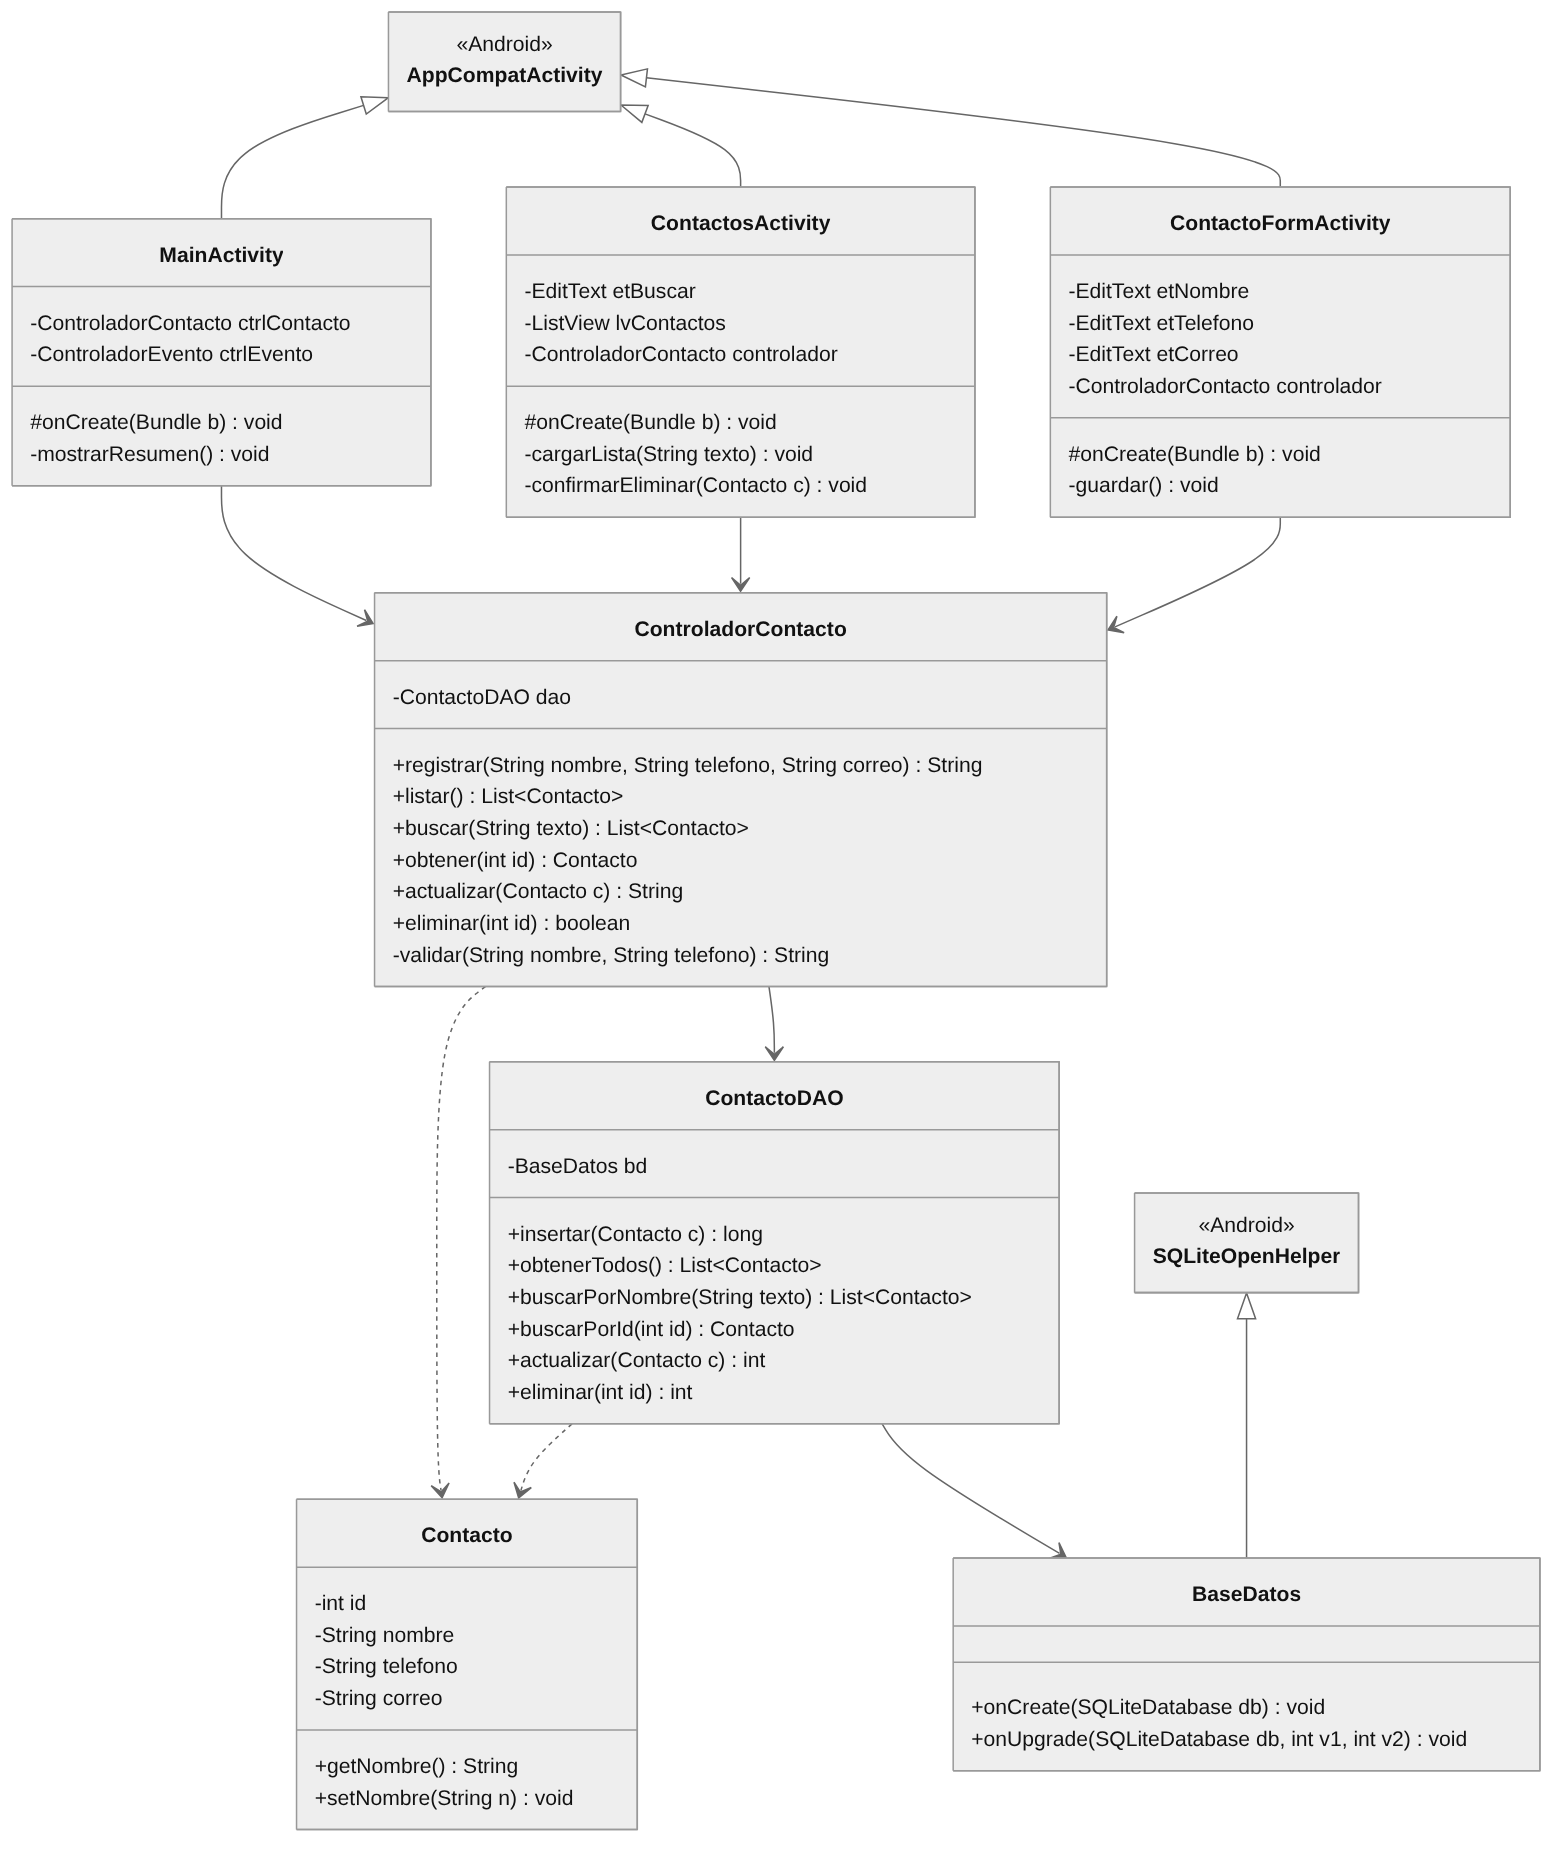 «Android»
AppCompatActivity
MainActivity
-ControladorContacto ctrlContacto
-ControladorEvento ctrlEvento
#onCreate(Bundle b) : void
-mostrarResumen() : void
ContactosActivity
-EditText etBuscar
-ListView lvContactos
-ControladorContacto controlador
#onCreate(Bundle b) : void
-cargarLista(String texto) : void
-confirmarEliminar(Contacto c) : void
ContactoFormActivity
-EditText etNombre
-EditText etTelefono
-EditText etCorreo
-ControladorContacto controlador
#onCreate(Bundle b) : void
-guardar() : void
ControladorContacto
-ContactoDAO dao
+registrar(String nombre, String telefono, String correo) : String
+listar() : List<Contacto>
+buscar(String texto) : List<Contacto>
+obtener(int id) : Contacto
+actualizar(Contacto c) : String
+eliminar(int id) : boolean
-validar(String nombre, String telefono) : String
ContactoDAO
-BaseDatos bd
+insertar(Contacto c) : long
+obtenerTodos() : List<Contacto>
+buscarPorNombre(String texto) : List<Contacto>
+buscarPorId(int id) : Contacto
+actualizar(Contacto c) : int
+eliminar(int id) : int
«Android»
SQLiteOpenHelper
Contacto
-int id
-String nombre
-String telefono
-String correo
+getNombre() : String
+setNombre(String n) : void
BaseDatos
+onCreate(SQLiteDatabase db) : void
+onUpgrade(SQLiteDatabase db, int v1, int v2) : void